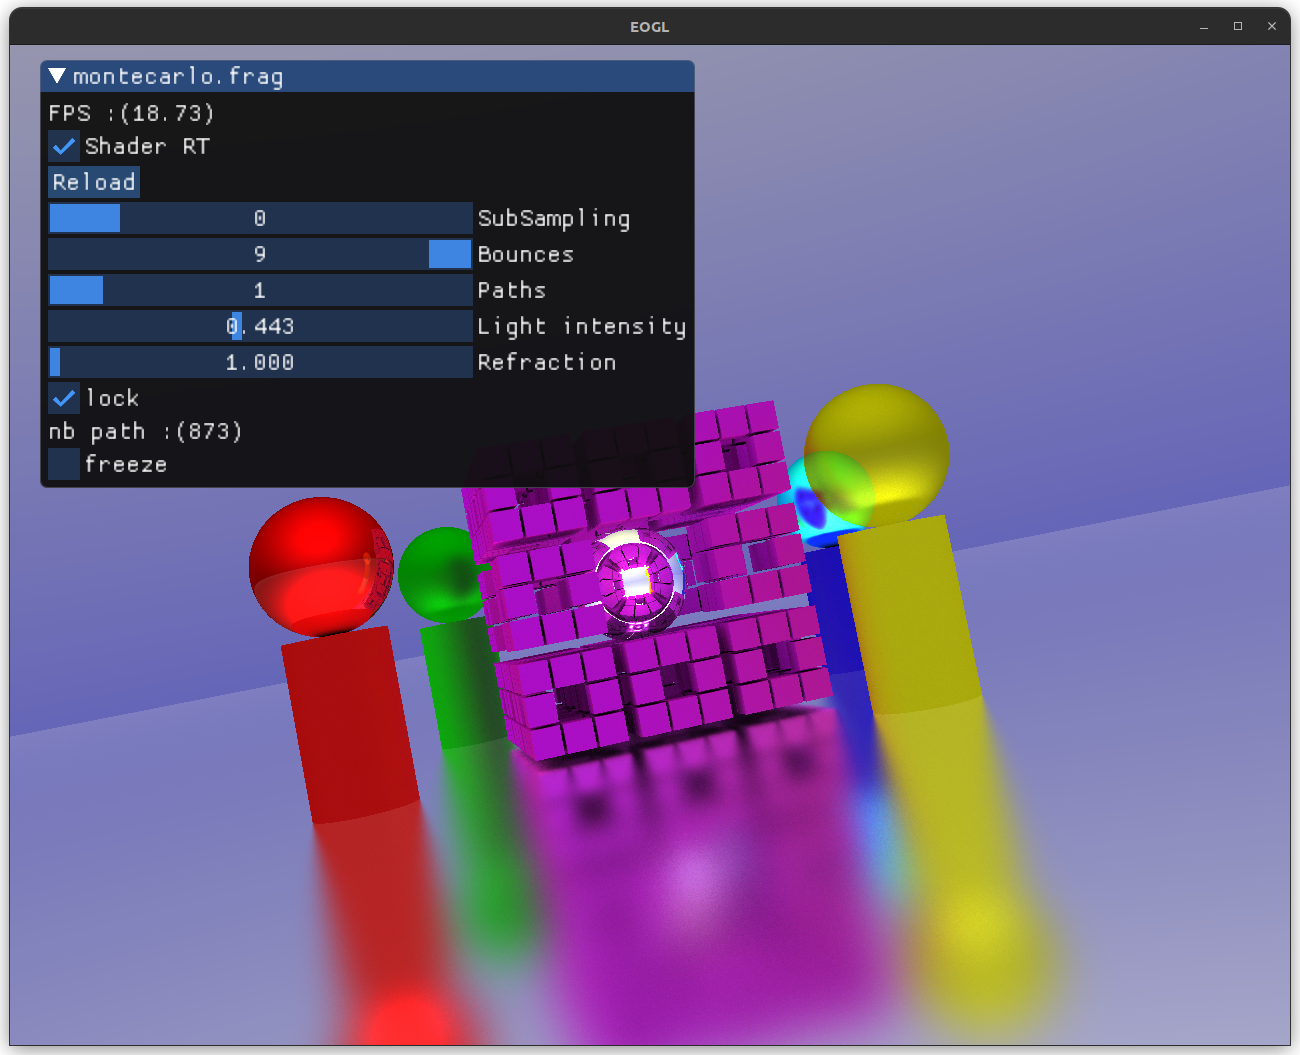 EOGL
montecarlo.frag
FPS :(18.73)
Shader RT
Reload
0 SubSampling
9 Bounces
1 Paths
0.443 Light intensity
1.000 Refraction
lock
nb path :(873)
freeze